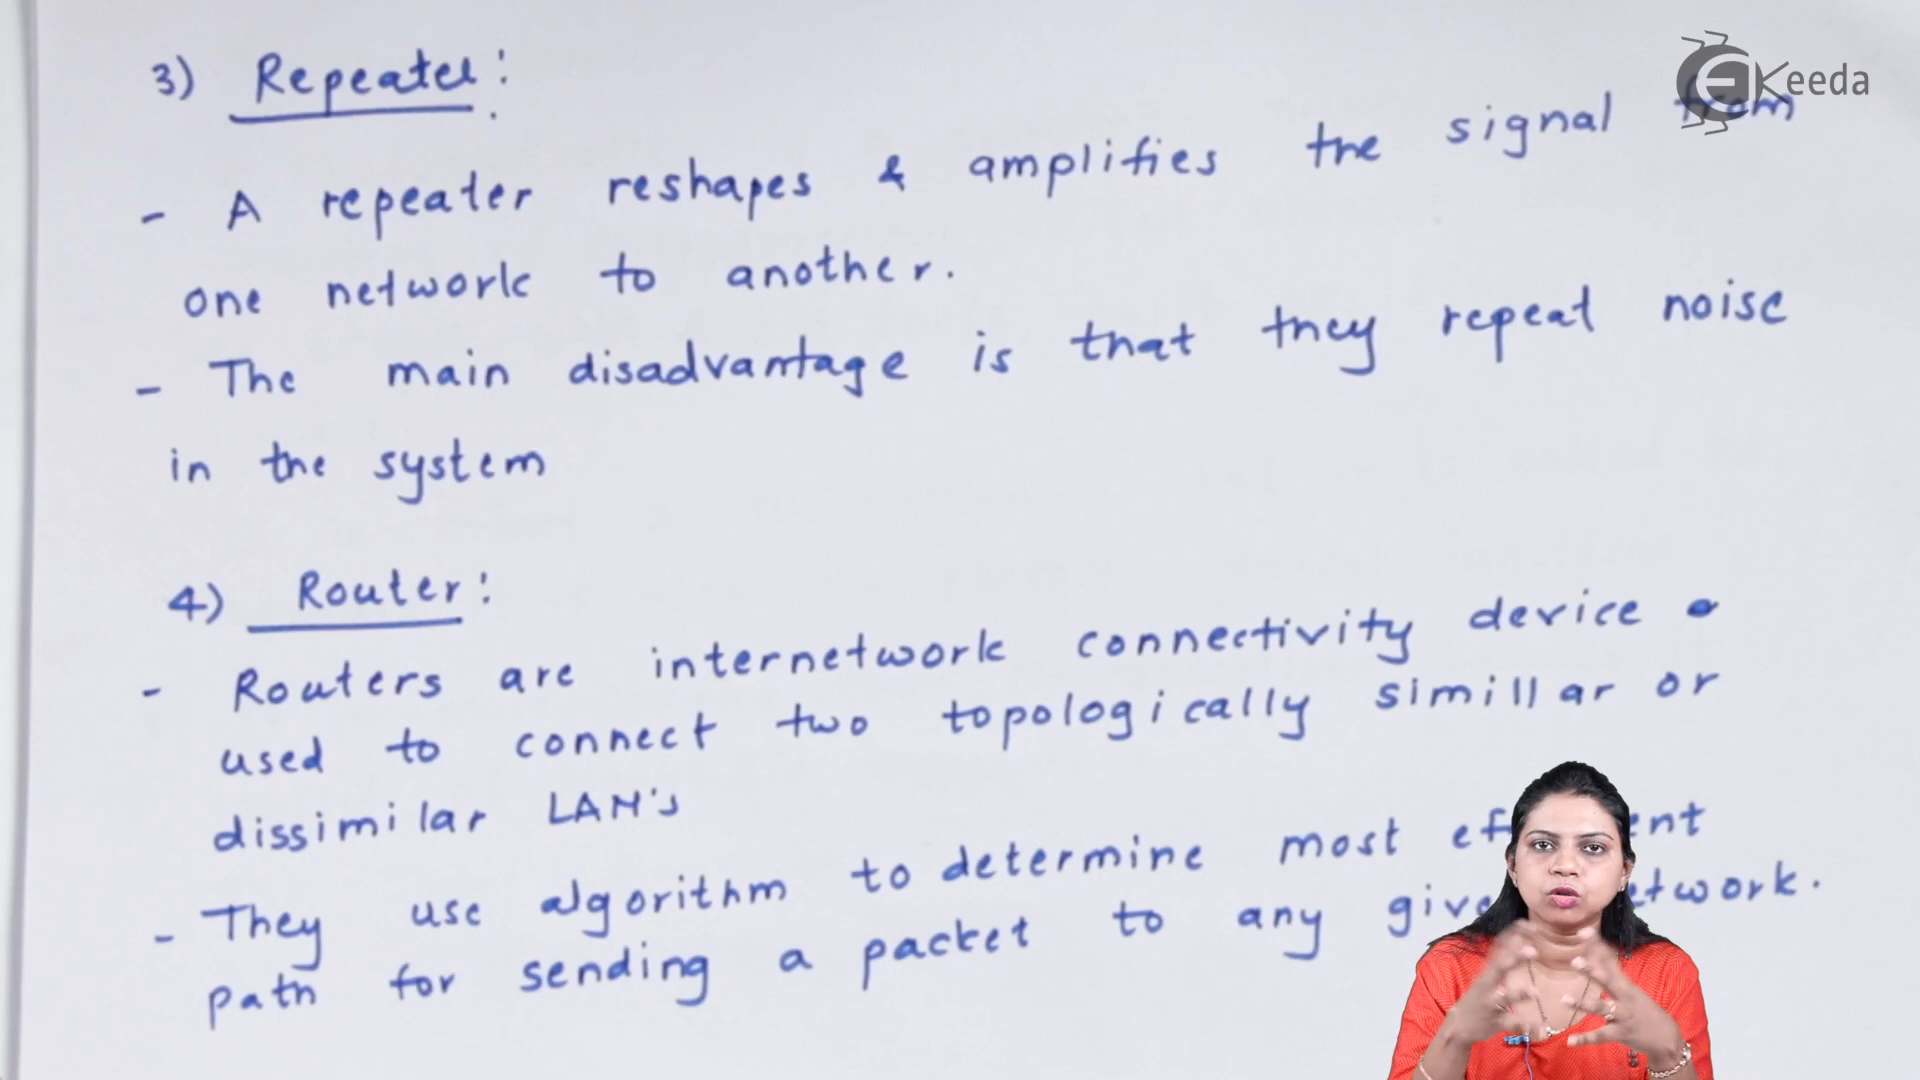 Keeda
3) Repeater:
- A repeater reshapes & amplifies the signal from
one network to another.
- The main disadvantage is that they repeat noise
in the system
4) Router:
- Routers are internetwork connectivity device
used to connect two topologically simillar or
dissimilar LAN's
- They use algorithm to determine most
path for sending a packet to any